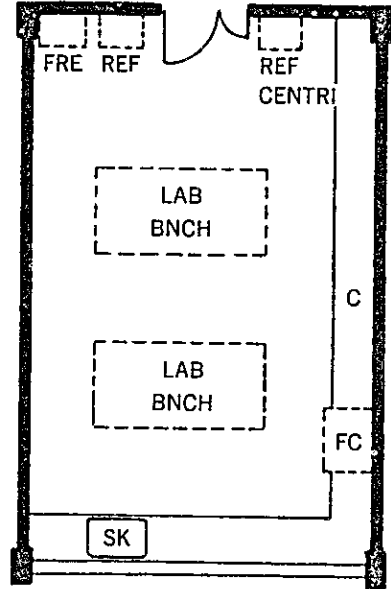 FRE
REF
REF
CENTRI
LAB
BNCH
C
LAB
BNCH
FC
SK